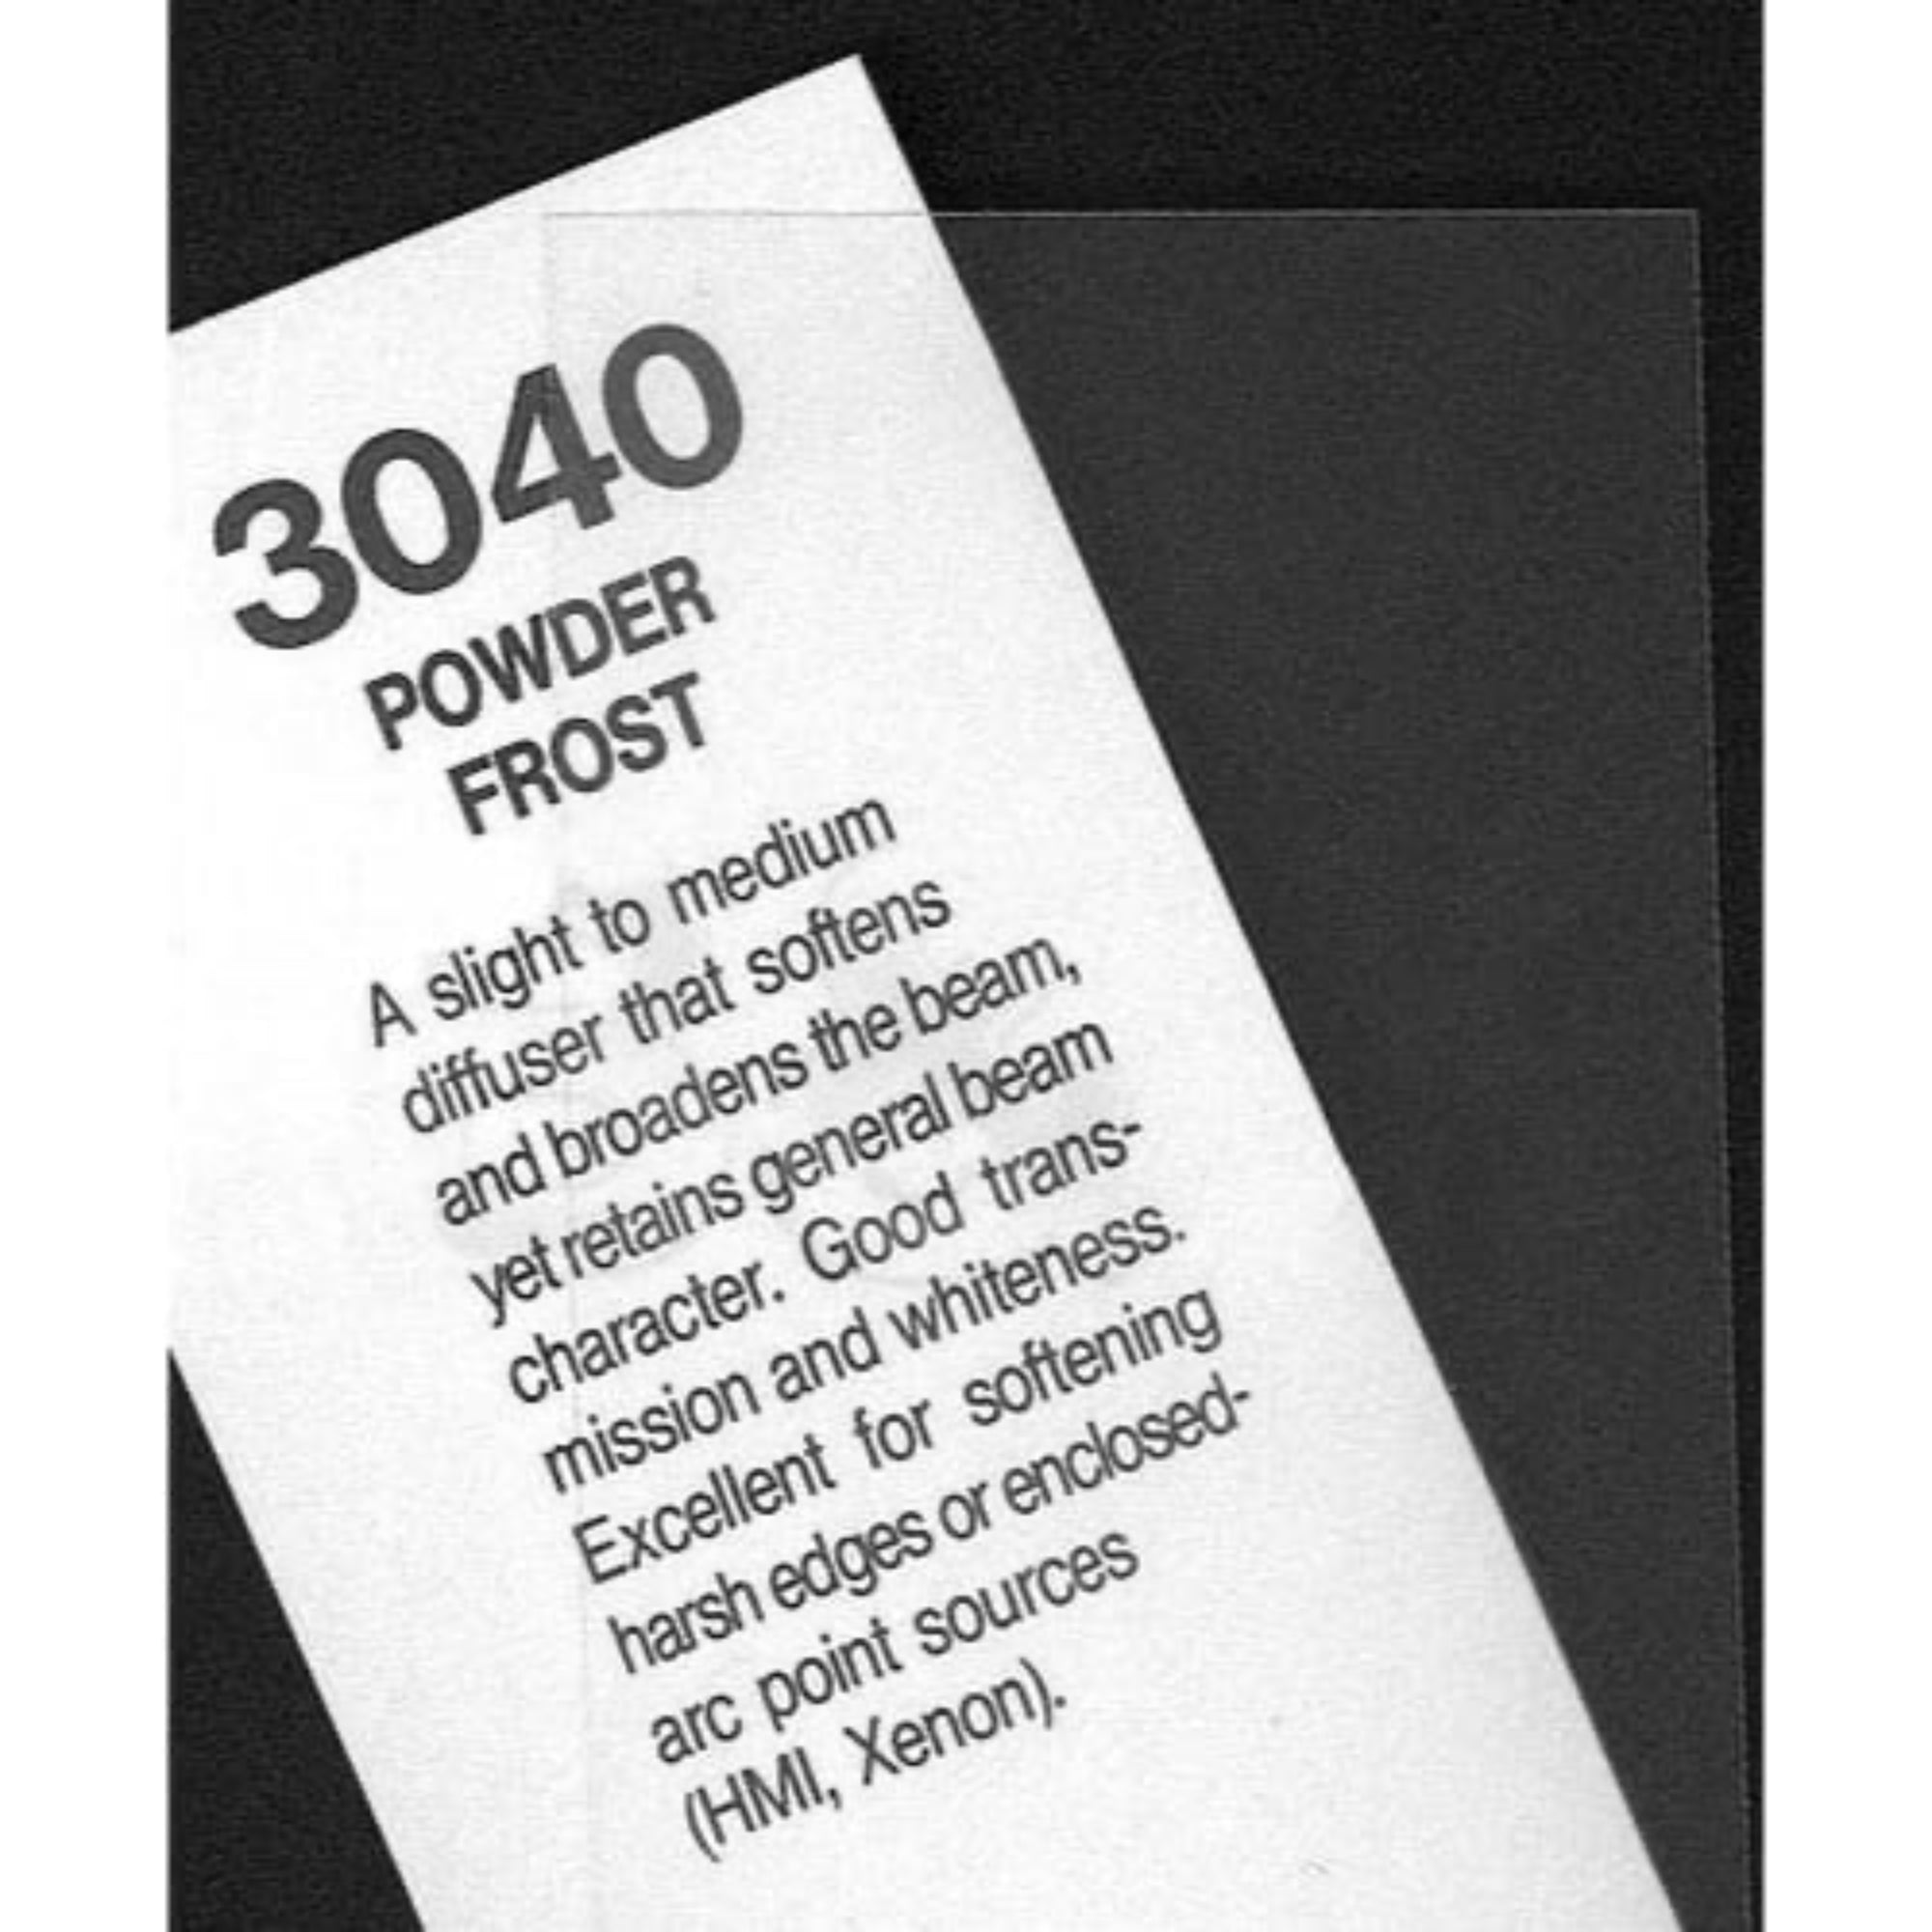 3040
POWDER
FROST
A slight to medium
diffuser that softens
and broadens the beam,
yet retains general beam
character. Good trans-
mission and whiteness.
Excellent for softening
harsh edges or enclosed-
arc point sources
(HMI, Xenon).